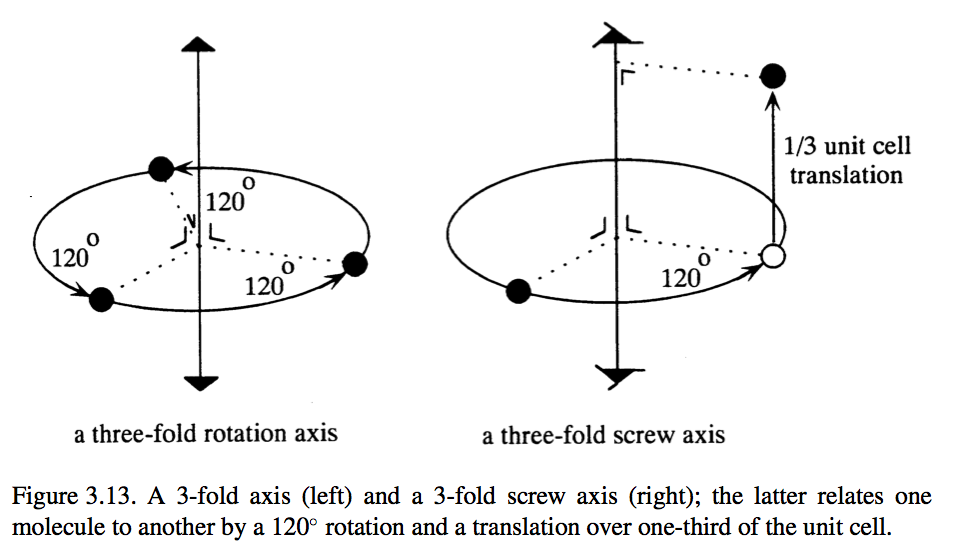 120°
120°
120°
a three-fold rotation axis
1/3 unit cell
translation
120°
a three-fold screw axis
Figure 3.13. A 3-fold axis (left) and a 3-fold screw axis (right); the latter relates one
molecule to another by a 120° rotation and a translation over one-third of the unit cell.